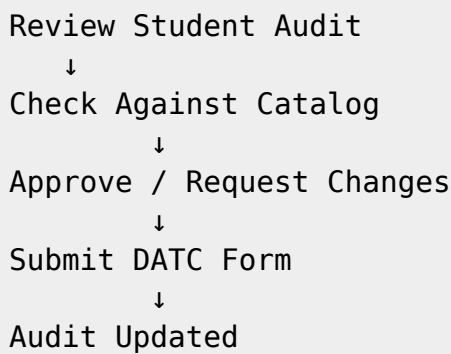 Review Student Audit
↓
Check Against Catalog
↓
Approve / Request Changes
↓
Submit DATC Form
↓
Audit Updated